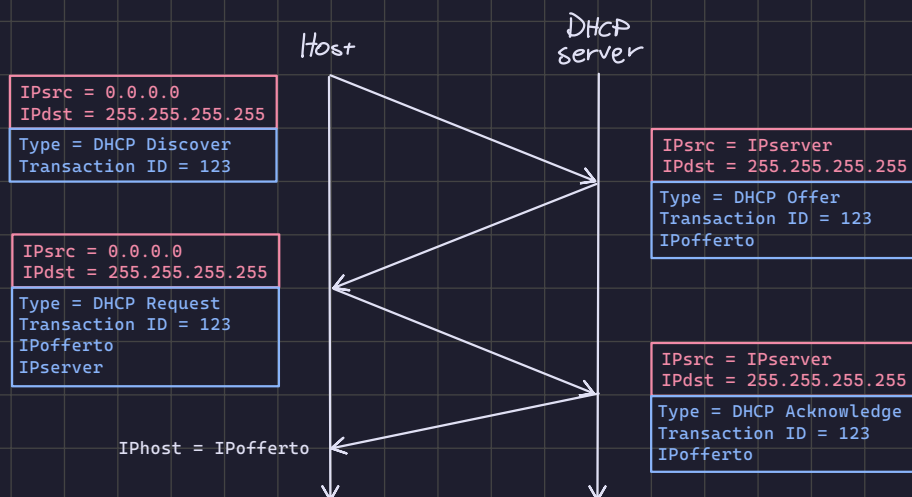 Host
DHCP
server
IPsrc = 0.0.0.0
IPdst = 255.255.255.255
Type = DHCP Discover
Transaction ID = 123
IPsrc = IPserver
IPdst = 255.255.255.255
Type = DHCP Offer
Transaction ID = 123
IPofferto
IPsrc = 0.0.0.0
IPdst = 255.255.255.255
Type = DHCP Request
Transaction ID = 123
IPofferto
IPserver
IPsrc = IPserver
IPdst = 255.255.255.255
Type = DHCP Acknowledge
Transaction ID = 123
IPofferto
IPhost = IPofferto